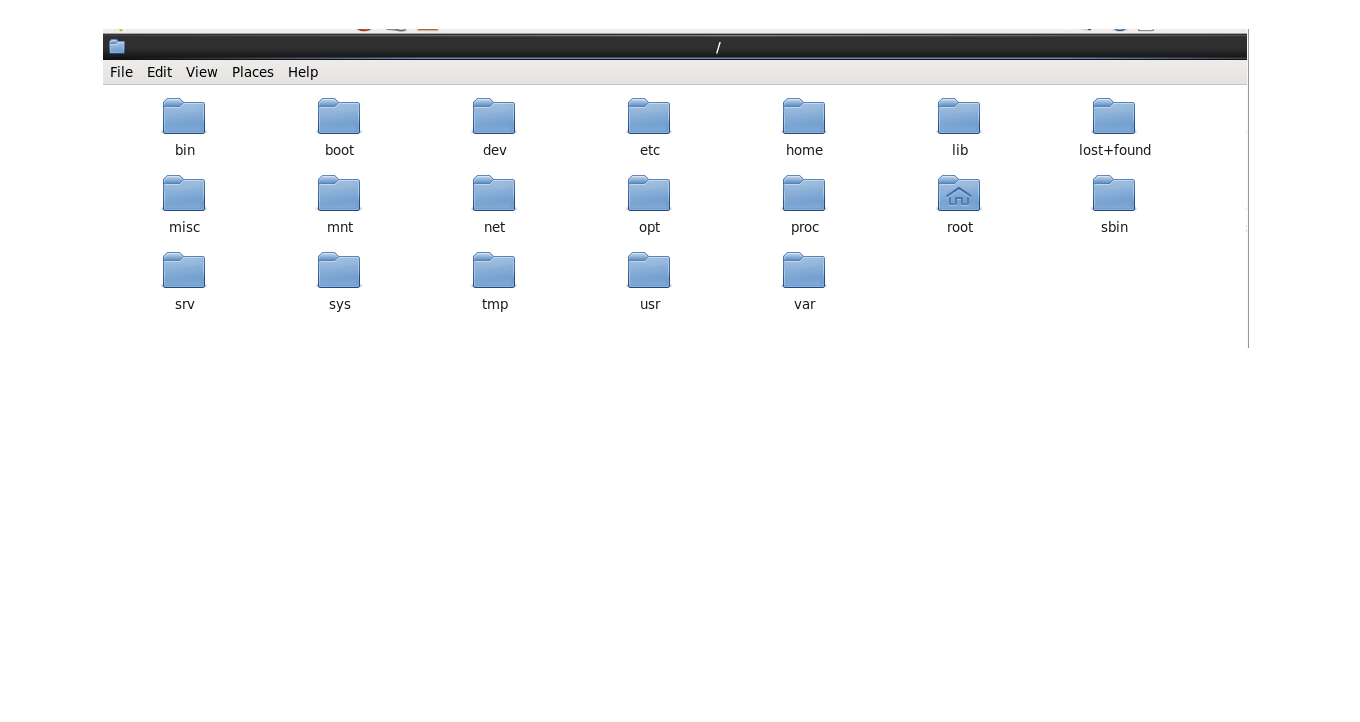 /
File Edit View Places Help
bin boot dev etc home lib lost+found
misc mnt net opt proc root sbin
srv sys tmp usr var